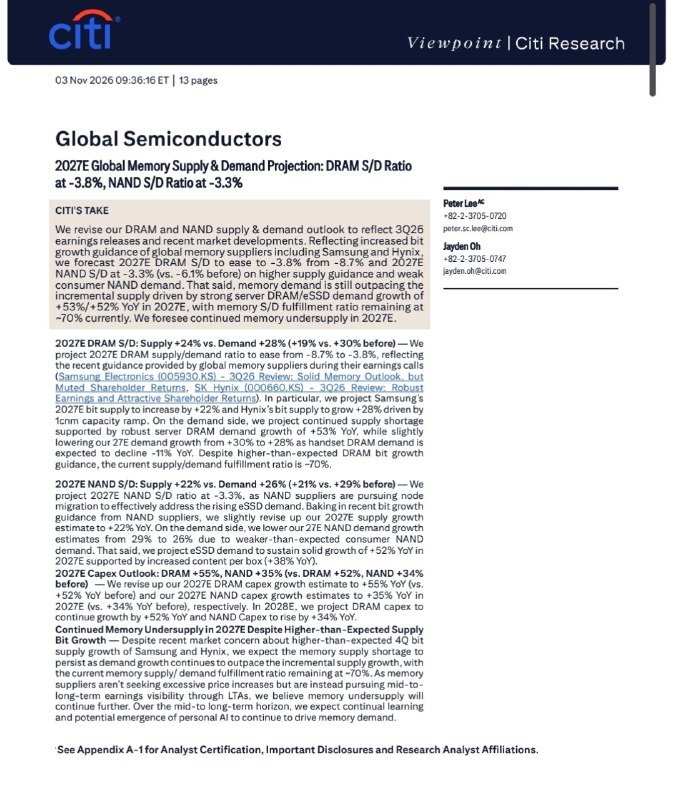 citi
Viewpoint | Citi Research
03 Nov 2026 09:36:16 ET | 13 pages
Global Semiconductors
2027E Global Memory Supply & Demand Projection: DRAM S/D Ratio
at -3.8%, NAND S/D Ratio at -3.3%
CITI'S TAKE
We revise our DRAM and NAND supply & demand outlook to reflect 3Q26
earnings releases and recent market developments. Reflecting increased bit
growth guidance of global memory suppliers including Samsung and Hynix,
we forecast 2027E DRAM S/D to ease to -3.8% from -8.7% and 2027E
NAND S/D at -3.3% (vs. -6.1% before) on higher supply guidance and weak
consumer NAND demand. That said, memory demand is still outpacing the
incremental supply driven by strong server DRAM/eSSD demand growth of
+53%/+52% YoY in 2027E, with memory S/D fulfillment ratio remaining at
~70% currently. We foresee continued memory undersupply in 2027E.
Peter Lee AC
+82-2-3705-0720
peter.sc.lee@citi.com
Jayden Oh
+82-2-3705-0747
jayden.oh@citi.com
2027E DRAM S/D: Supply +24% vs. Demand +28% (+19% vs. +30% before) — We
project 2027E DRAM supply/demand ratio to ease from -8.7% to -3.8%, reflecting
the recent guidance provided by global memory suppliers during their earnings calls
(Samsung Electronics (005930.KS) - 3Q26 Review: Solid Memory Outlook, but
Muted Shareholder Returns, SK Hynix (000660.KS) - 3Q26 Review: Robust
Earnings and Attractive Shareholder Returns). In particular, we project Samsung's
2027E bit supply to increase by +22% and Hynix's bit supply to grow +28% driven by
1cnm capacity ramp. On the demand side, we project continued supply shortage
supported by robust server DRAM demand growth of +53% YoY, while slightly
lowering our 27E demand growth from +30% to +28% as handset DRAM demand is
expected to decline -11% YoY. Despite higher-than-expected DRAM bit growth
guidance, the current supply/demand fulfillment ratio is ~70%.
2027E NAND S/D: Supply +22% vs. Demand +26% (+21% vs. +29% before) — We
project 2027E NAND S/D ratio at -3.3%, as NAND suppliers are pursuing node
migration to effectively address the rising eSSD demand. Baking in recent bit growth
guidance from NAND suppliers, we slightly revise up our 2027E supply growth
estimate to +22% YoY. On the demand side, we lower our 27E NAND demand growth
estimates from 29% to 26% due to weaker-than-expected consumer NAND
demand. That said, we project eSSD demand to sustain solid growth of +52% YoY in
2027E supported by increased content per box (+38% YoY).
2027E Capex Outlook: DRAM +55%, NAND +35% (vs. DRAM +52%, NAND +34%
before) — We revise up our 2027E DRAM capex growth estimate to +55% YoY (vs.
+52% YoY before) and our 2027E NAND capex growth estimates to +35% YoY in
2027E (vs. +34% YoY before), respectively. In 2028E, we project DRAM capex to
continue growth by +52% YoY and NAND Capex to rise by +34% YoY.
Continued Memory Undersupply in 2027E Despite Higher-than-Expected Supply
Bit Growth — Despite recent market concern about higher-than-expected 4Q bit
supply growth of Samsung and Hynix, we expect the memory supply shortage to
persist as demand growth continues to outpace the incremental supply growth, with
the current memory supply/ demand fulfillment ratio remaining at ~70%. As memory
suppliers aren't seeking excessive price increases but are instead pursuing mid-to-
long-term earnings visibility through LTAs, we believe memory undersupply will
continue further. Over the mid-to long-term horizon, we expect continual learning
and potential emergence of personal AI to continue to drive memory demand.
See Appendix A-1 for Analyst Certification, Important Disclosures and Research Analyst Affiliations.